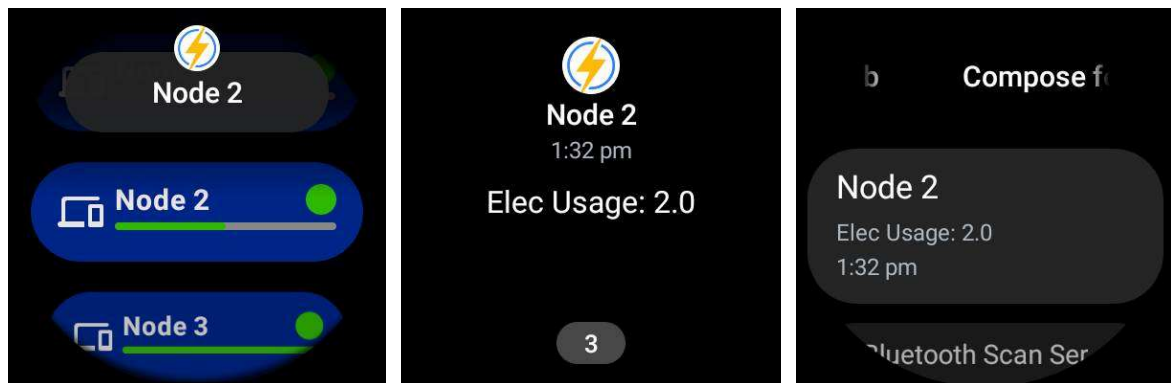 Node 2
Node 2
Node 3
Node 2
1:32 pm
Elec Usage: 2.0
3
b
Compose f
Node 2
Elec Usage: 2.0
1:32 pm
Bluetooth Scan Ser